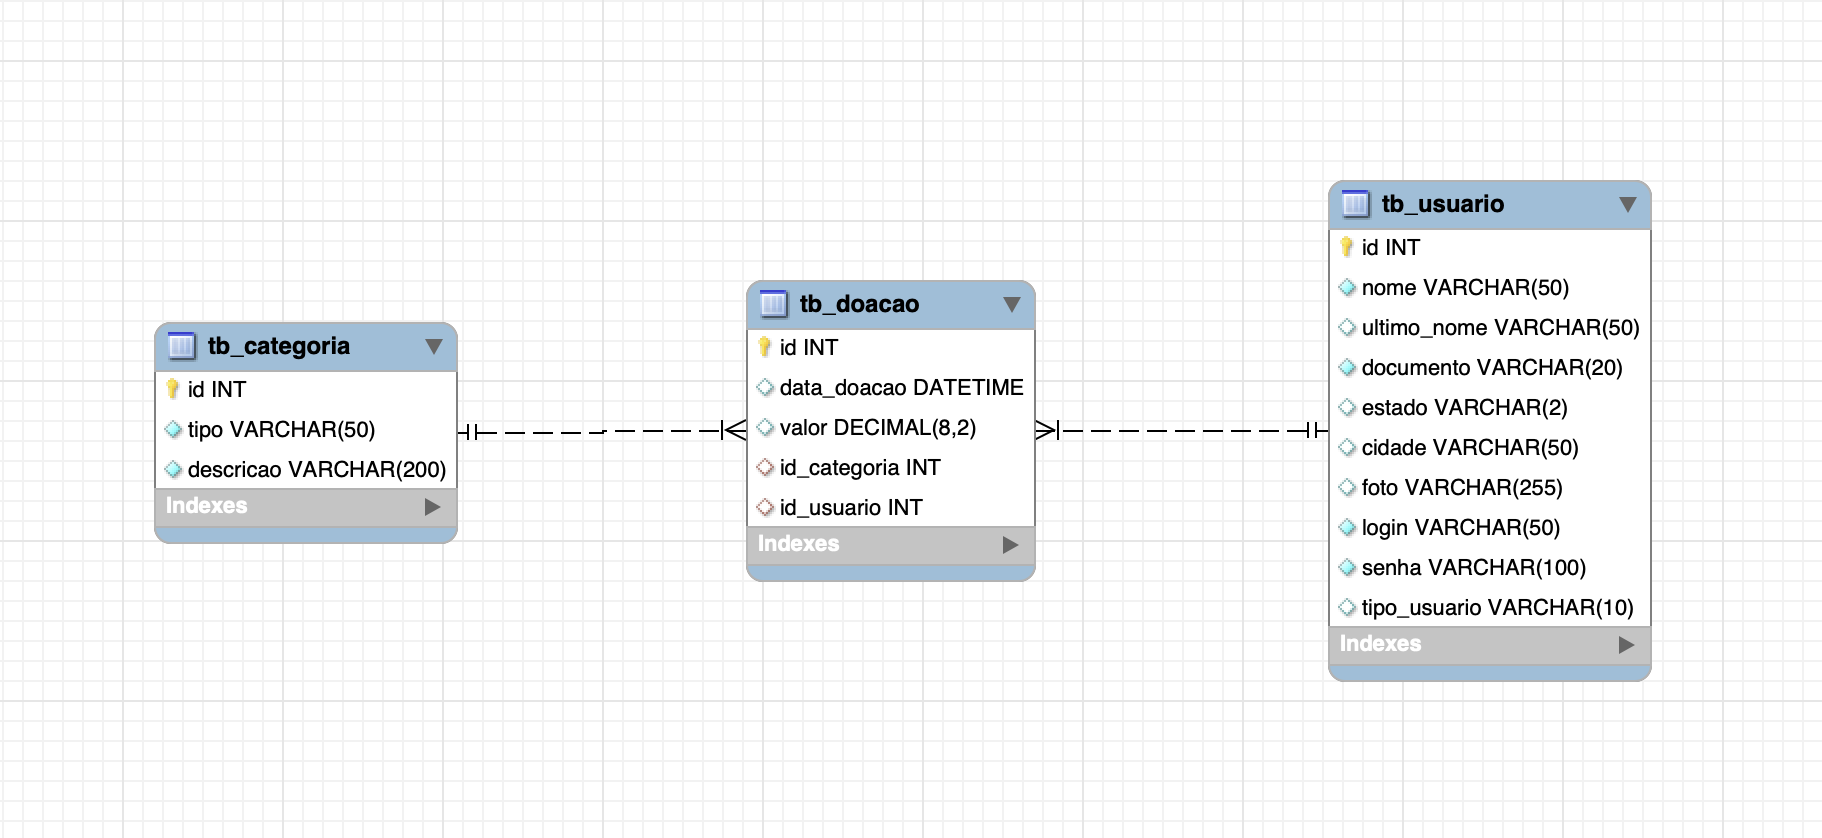 tb_categoria
id INT
tipo VARCHAR(50)
descricao VARCHAR(200)
Indexes
tb_doacao
id INT
data_doacao DATETIME
valor DECIMAL(8,2)
id_categoria INT
id_usuario INT
Indexes
tb_usuario
id INT
nome VARCHAR(50)
ultimo_nome VARCHAR(50)
documento VARCHAR(20)
estado VARCHAR(2)
cidade VARCHAR(50)
foto VARCHAR(255)
login VARCHAR(50)
senha VARCHAR(100)
tipo_usuario VARCHAR(10)
Indexes